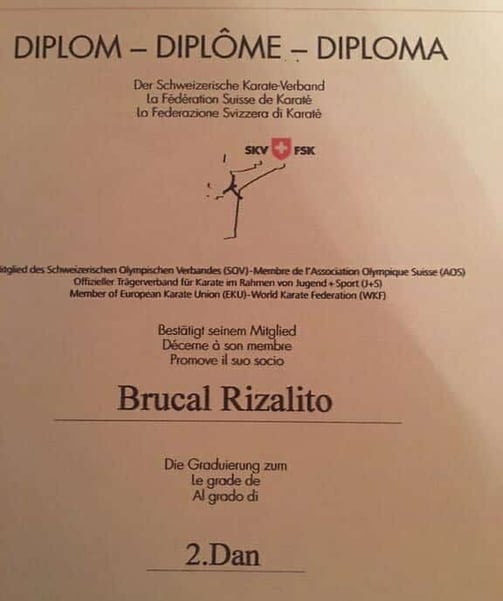 DIPLOM – DIPLÔME – DIPLOMA
Der Schweizerische Karate-Verband
La Fédération Suisse de Karaté
La Federazione Svizzera di Karatè
SKV FSK
itglied des Schweizerischen Olympischen Verbandes (SOV)-Membre de l'Association Olympique Suisse (AOS)
Offizieller Trägerverband für Karate im Rahmen von Jugend+Sport (J+S)
Member of European Karate Union (EKU)-World Karate Federation (WKF)
Bestätigt seinem Mitglied
Décerne à son membre
Promove il suo socio
Brucal Rizalito
Die Graduierung zum
Le grade de
Al grado di
2.Dan